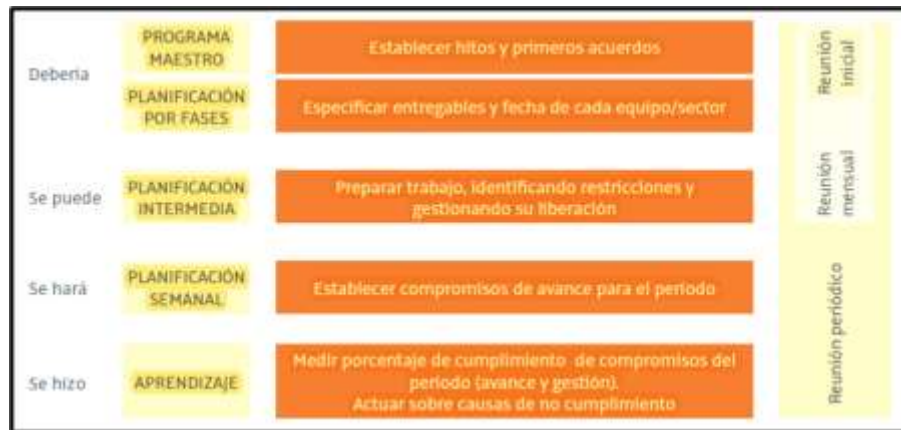 PROGRAMA
MAESTRO
Establecer hitos y primeros acuerdos
Debería
PLANIFICACIÓN
POR FASES
Especificar entregables y fecha de cada equipo/sector
Reunión
inicial
Se puede
PLANIFICACIÓN
INTERMEDIA
Preparar trabajo, identificando restricciones y
gestionando su liberación
Reunión
mensual
Se hará
PLANIFICACIÓN
SEMANAL
Establecer compromisos de avance para el periodo
Se hizo
APRENDIZAJE
Medir porcentaje de cumplimiento de compromisos del
periodo (avance y gestión).
Actuar sobre causas de no cumplimiento
Reunión periódico